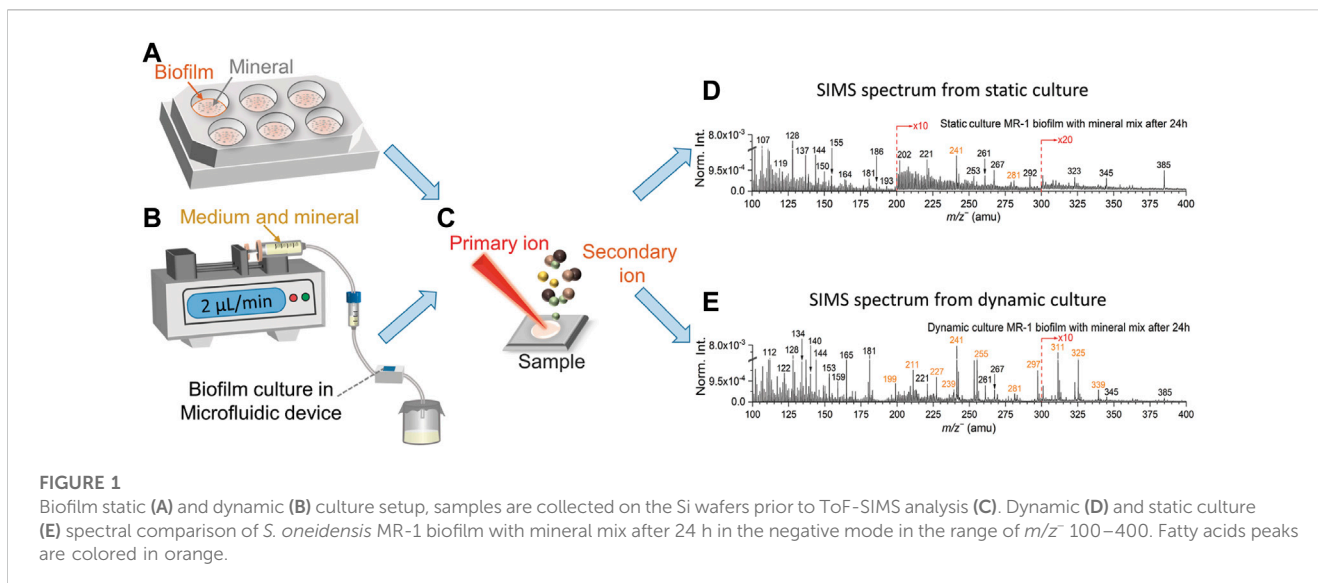 A
Biofilm
Mineral
B
Medium and mineral
2 µL/min
Biofilm culture in
Microfluidic device
C
Primary ion
Secondary
ion
Sample
D
SIMS spectrum from static culture
Static culture MR-1 biofilm with mineral mix after 24h
x10
x20
Norm. Int.
8.0x10⁻³
9.5x10⁻⁴
0.0
107
119
128
137
144
150
155
164
181
186
193
202
221
241
253
261
267
281
292
323
345
385
100 125 150 175 200 225 250 275 300 325 350 375 400
m/z⁻ (amu)
E
SIMS spectrum from dynamic culture
Dynamic culture MR-1 biofilm with mineral mix after 24h
x10
Norm. Int.
8.0x10⁻³
9.5x10⁻⁴
0.0
112
122
128
134
140
144
153
159
165
181
199
211
221
227
239
241
255
261
267
281
297
311
325
339
345
385
100 125 150 175 200 225 250 275 300 325 350 375 400
m/z⁻ (amu)
FIGURE 1
Biofilm static (A) and dynamic (B) culture setup, samples are collected on the Si wafers prior to ToF-SIMS analysis (C). Dynamic (D) and static culture
(E) spectral comparison of S. oneidensis MR-1 biofilm with mineral mix after 24 h in the negative mode in the range of m/z⁻ 100–400. Fatty acids peaks
are colored in orange.